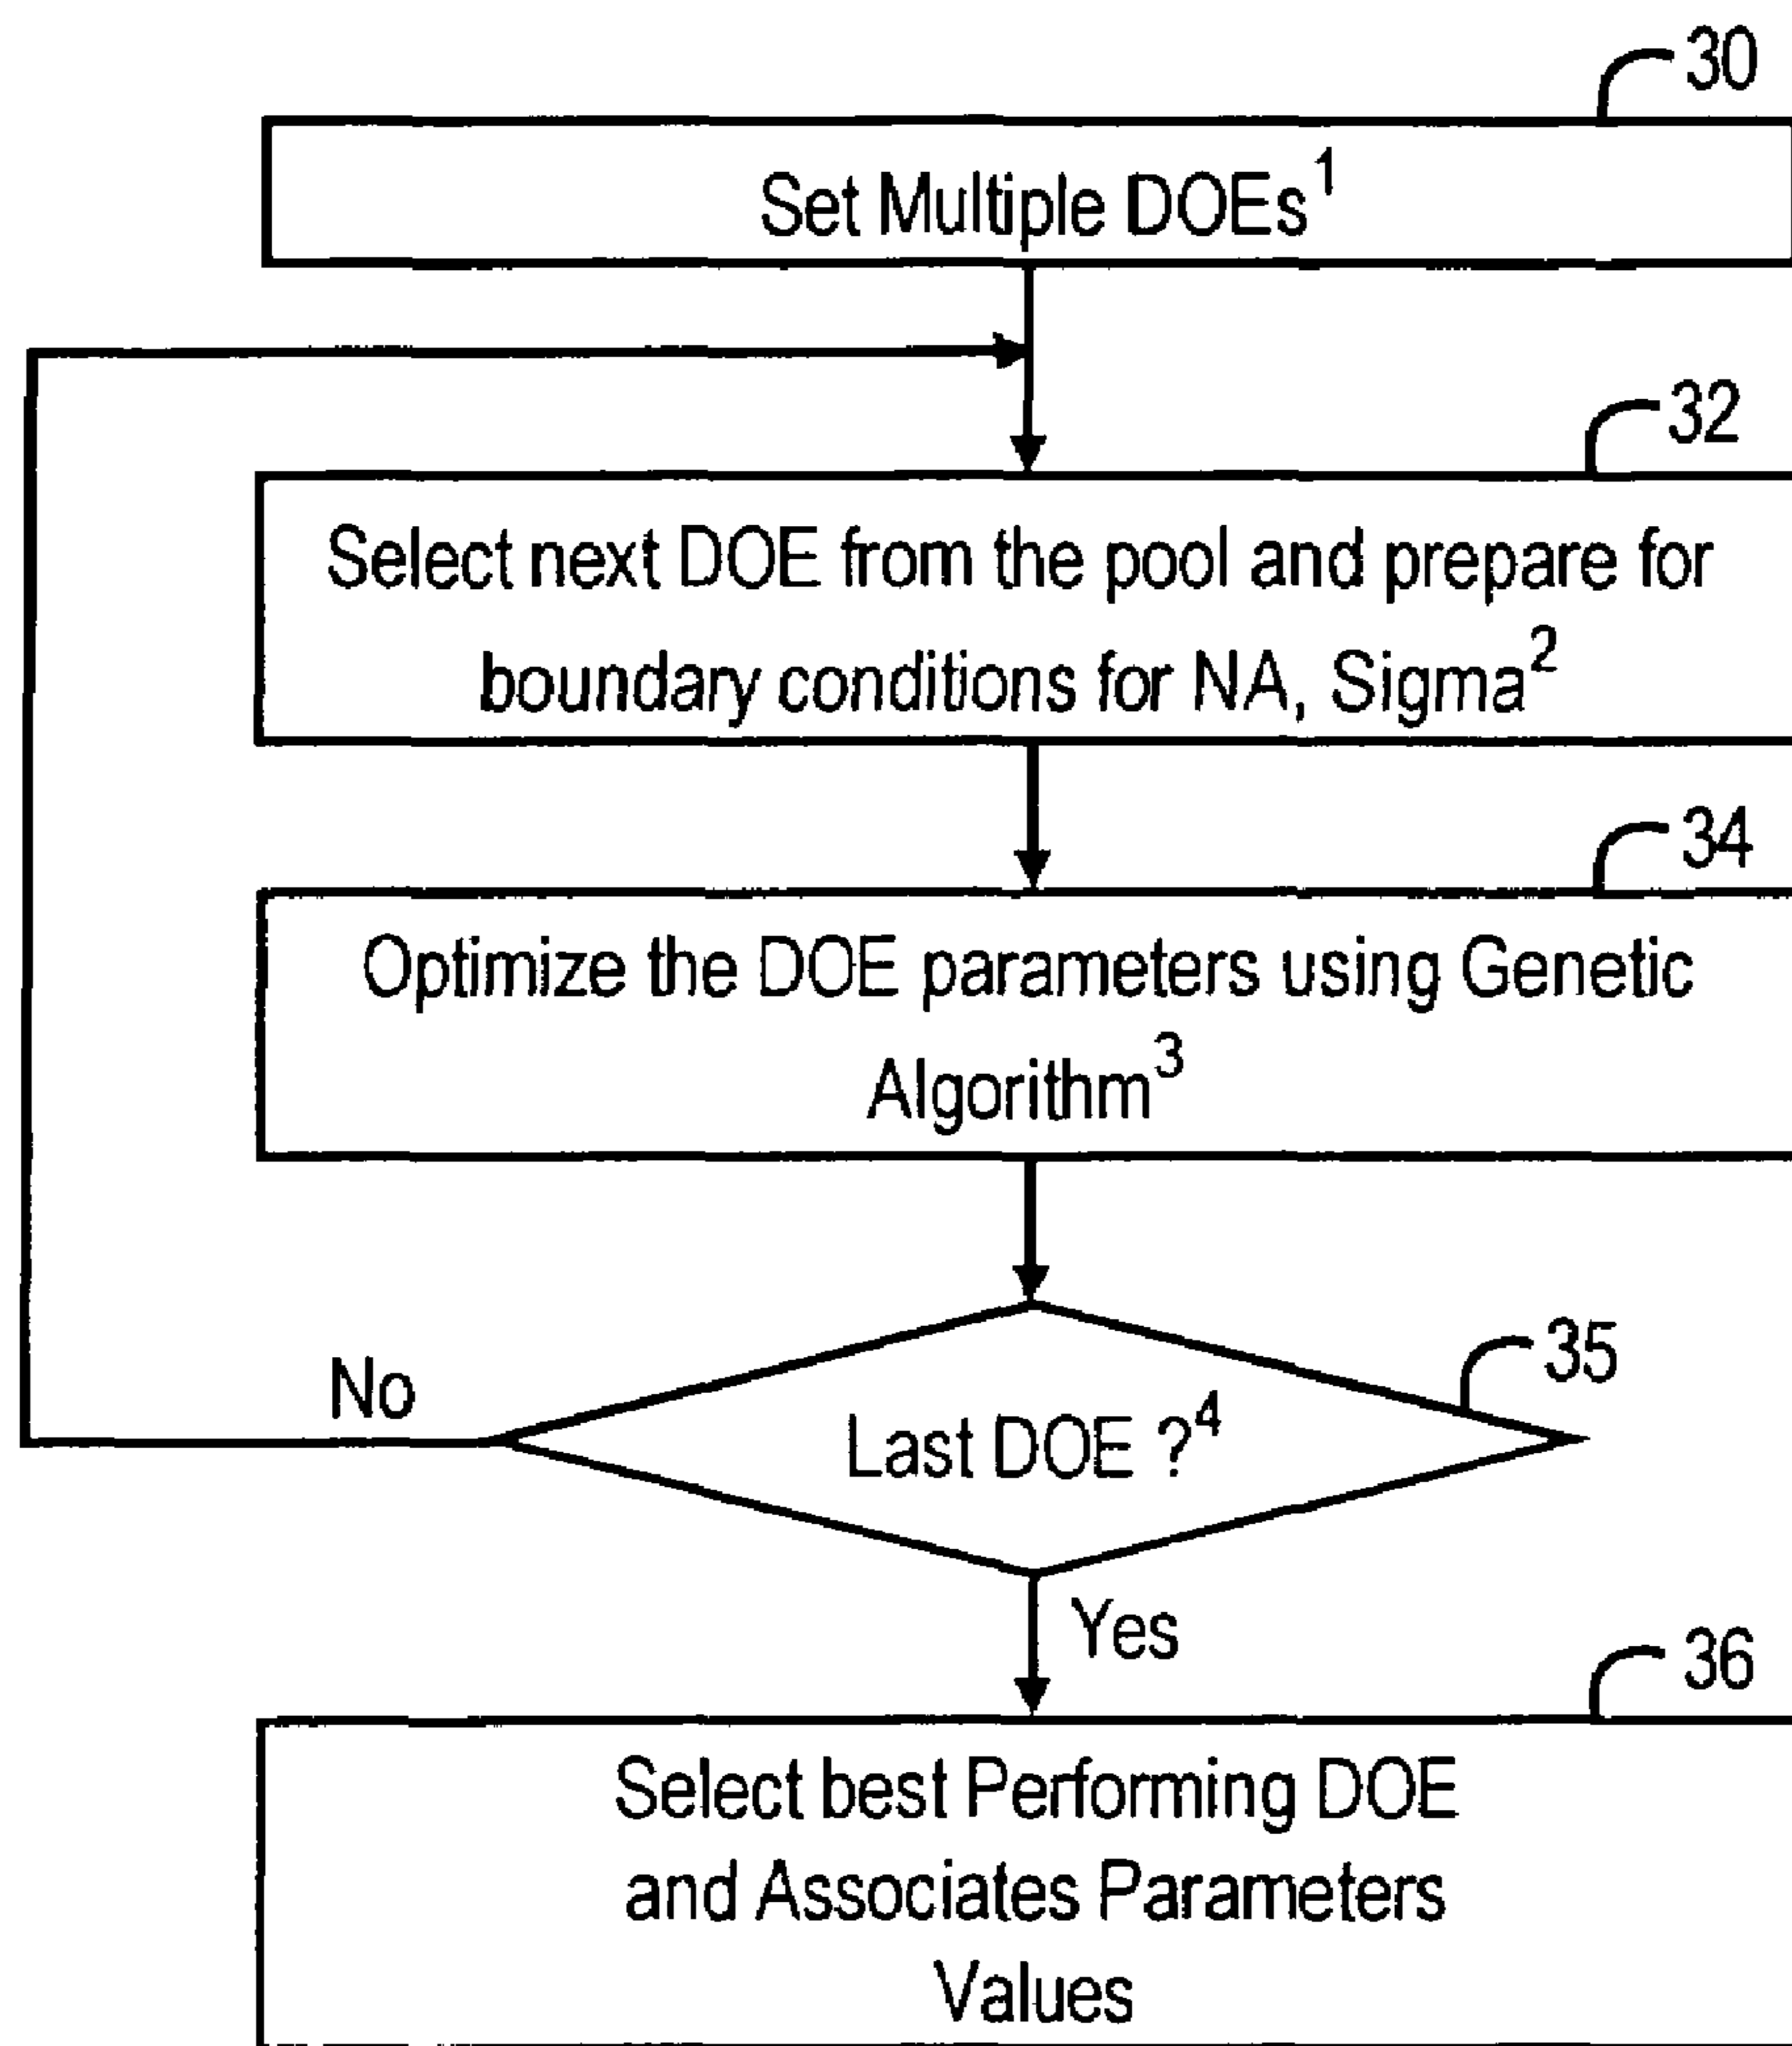 30
Set Multiple DOEs¹
32
Select next DOE from the pool and prepare for
boundary conditions for NA, Sigma²
34
Optimize the DOE parameters using Genetic
Algorithm³
35
No
Last DOE ?⁴
Yes
36
Select best Performing DOE
and Associates Parameters
Values